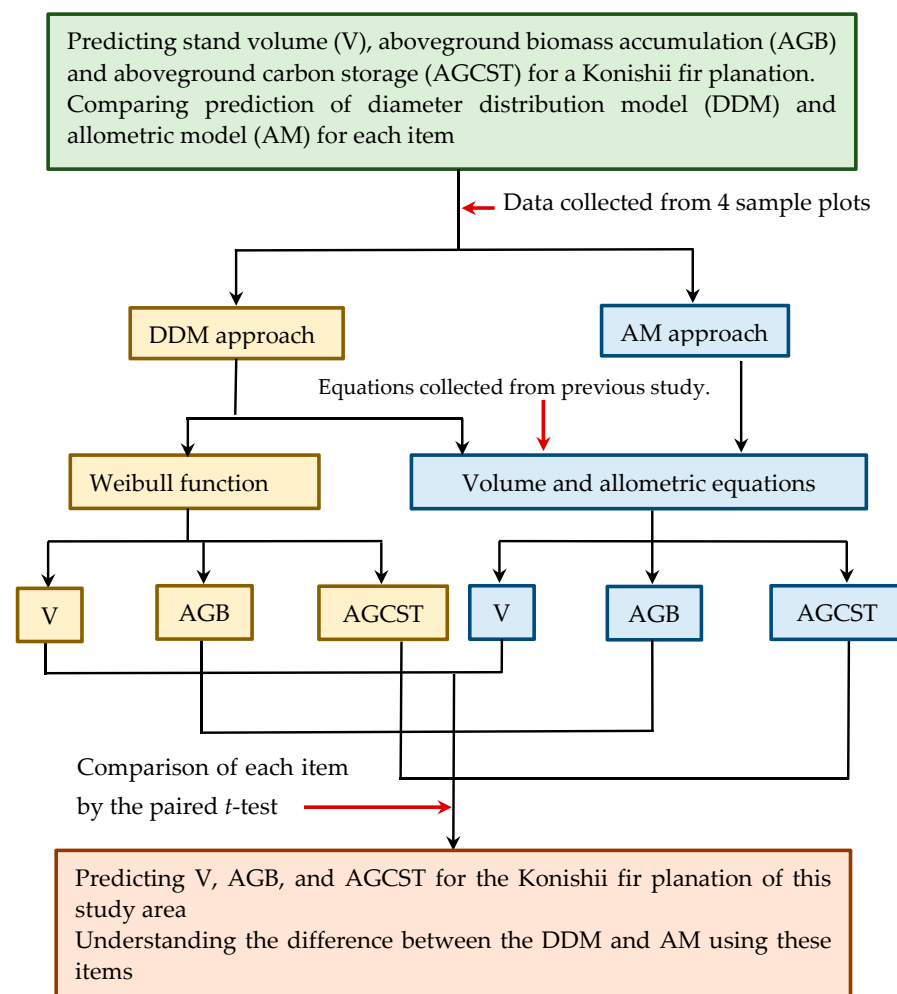 Predicting stand volume (V), aboveground biomass accumulation (AGB)
and aboveground carbon storage (AGCST) for a Konishii fir planation.
Comparing prediction of diameter distribution model (DDM) and
allometric model (AM) for each item
Data collected from 4 sample plots
DDM approach
AM approach
Equations collected from previous study.
Weibull function
Volume and allometric equations
V
AGB
AGCST
V
AGB
AGCST
Comparison of each item
by the paired t-test
Predicting V, AGB, and AGCST for the Konishii fir planation of this
study area
Understanding the difference between the DDM and AM using these
items